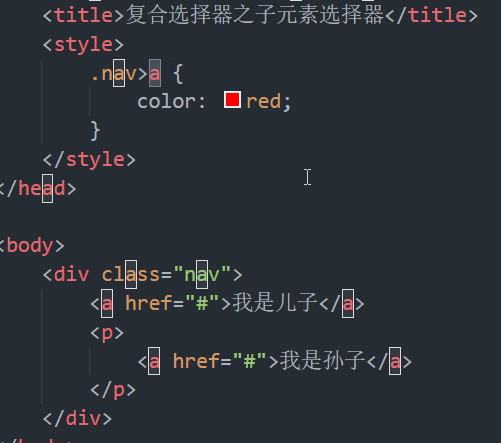 <title>复合选择器之子元素选择器</title>
<style>
.nav>a {
color: red;
}
</style>
</head>
<body>
<div class="nav">
<a href="#">我是儿子</a>
<p>
<a href="#">我是孙子</a>
</p>
</div>